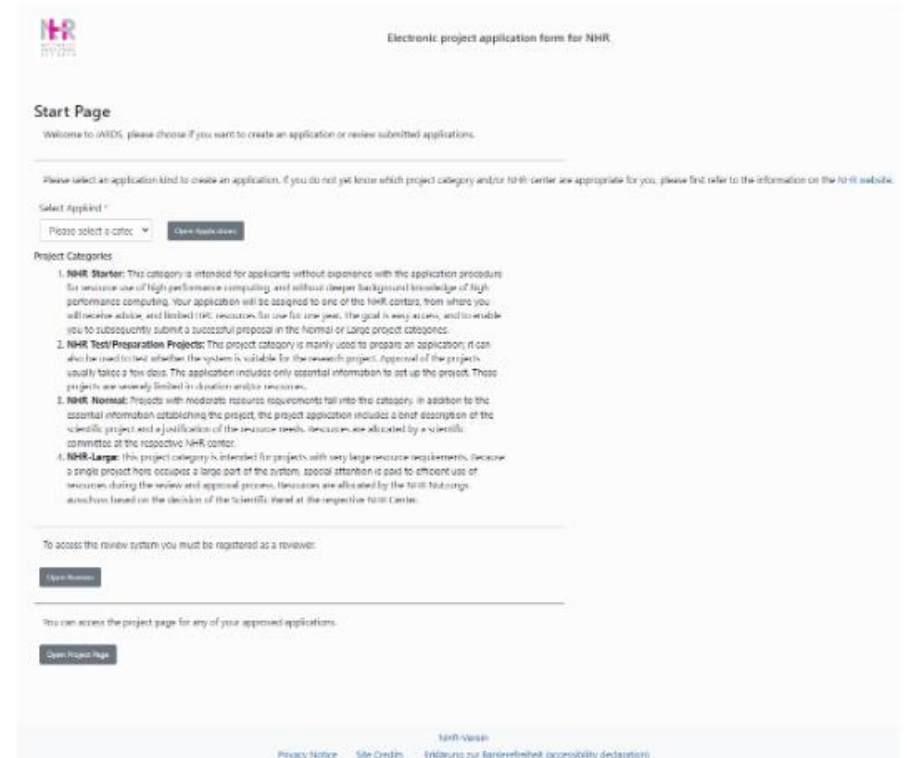 NHR
Electronic project application form for NHR
Start Page
Welcome to JARDS, please choose if you want to create an application or review submitted applications.
Please select an application kind to create an application. If you do not yet know which project category and/or NHR-center are appropriate for you, please first refer to the information on the NHR website.
Select Appkind *
Please select a categ
Open Applications
Project Categories
1. NHR Starter: This category is intended for applicants without experience with the application procedure
for resource use of high performance computing, and without deeper background knowledge of high
performance computing. Your application will be assigned to one of the NHR centers, from where you
will receive advice, and limited HPC resources for use for one year. The goal is easy access, and to enable
you to subsequently submit a successful proposal in the Normal or Large project categories.
2. NHR Test/Preparation Projects: This project category is mainly used to prepare an application; it can
also be used to test whether the system is suitable for the research project. Approval of the projects
usually takes a few days. The application includes only essential information to set up the project. These
projects are severely limited in duration and/or resources.
3. NHR Normal: Projects with moderate resource requirements fall into this category. In addition to the
essential information establishing the project, the project application includes a brief description of the
scientific project and a justification of the resource needs. Resources are allocated by a scientific
committee at the respective NHR center.
4. NHR-Large: This project category is intended for projects with very large resource requirements. Because
a single project here occupies a large part of the system, special attention is paid to efficient use of
resources during the review and approval process. Resources are allocated by the NHR Nutzungs
ausschuss based on the decision of the Scientific Panel at the respective NHR Center.
To access the review system you must be registered as a reviewer.
Open Review
You can access the project page for any of your approved applications.
Open Project Page
NHR-Verein
Privacy Notice Site Credits Erklärung zur Barrierefreiheit (accessibility declaration)